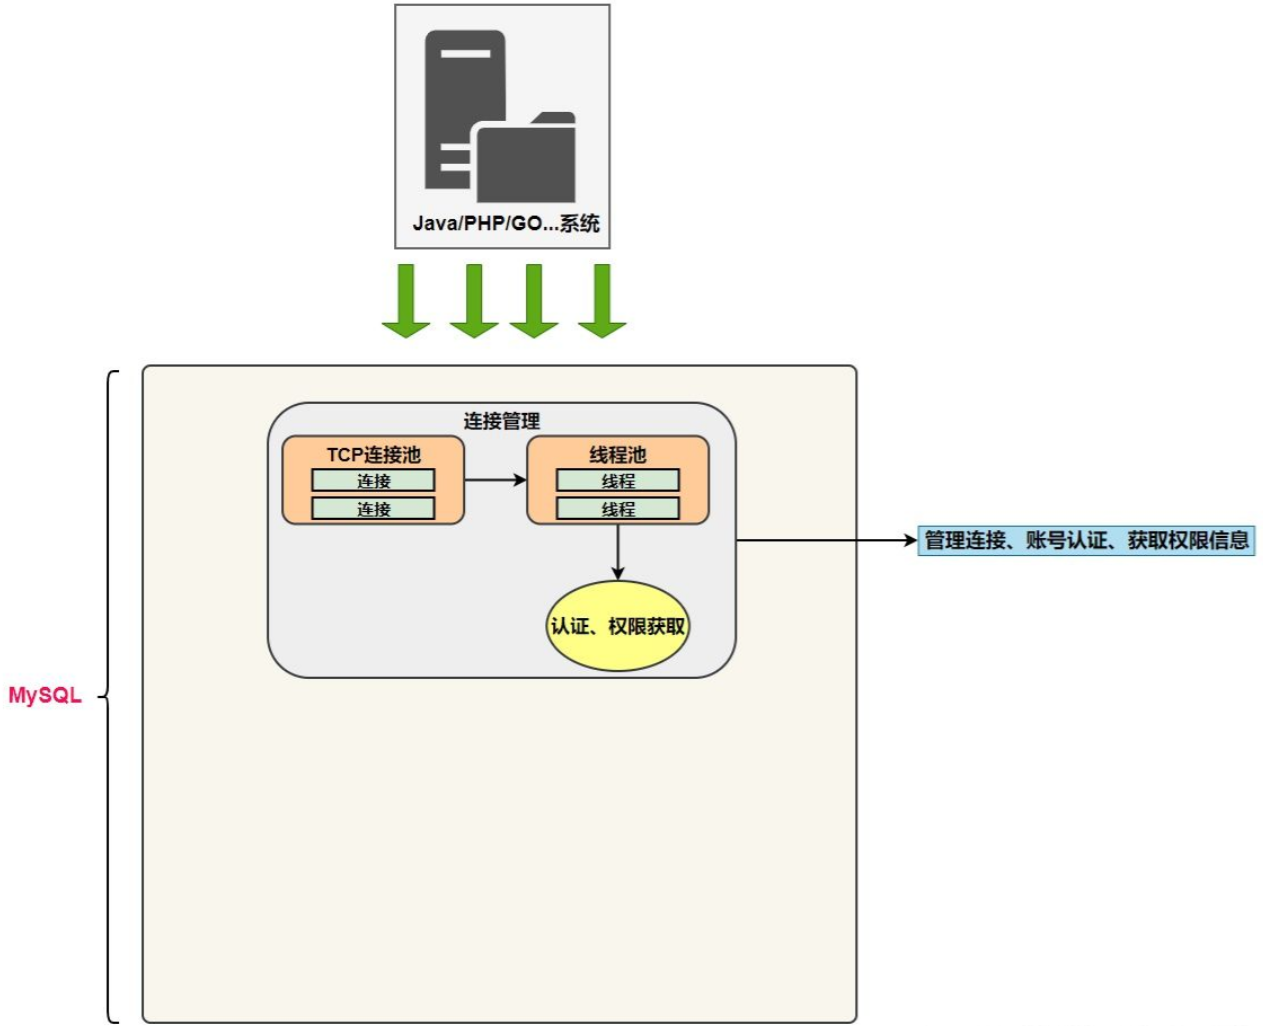 Java/PHP/GO...系统
连接管理
TCP连接池
连接
连接
线程池
线程
线程
管理连接、账号认证、获取权限信息
认证、权限获取
MySQL